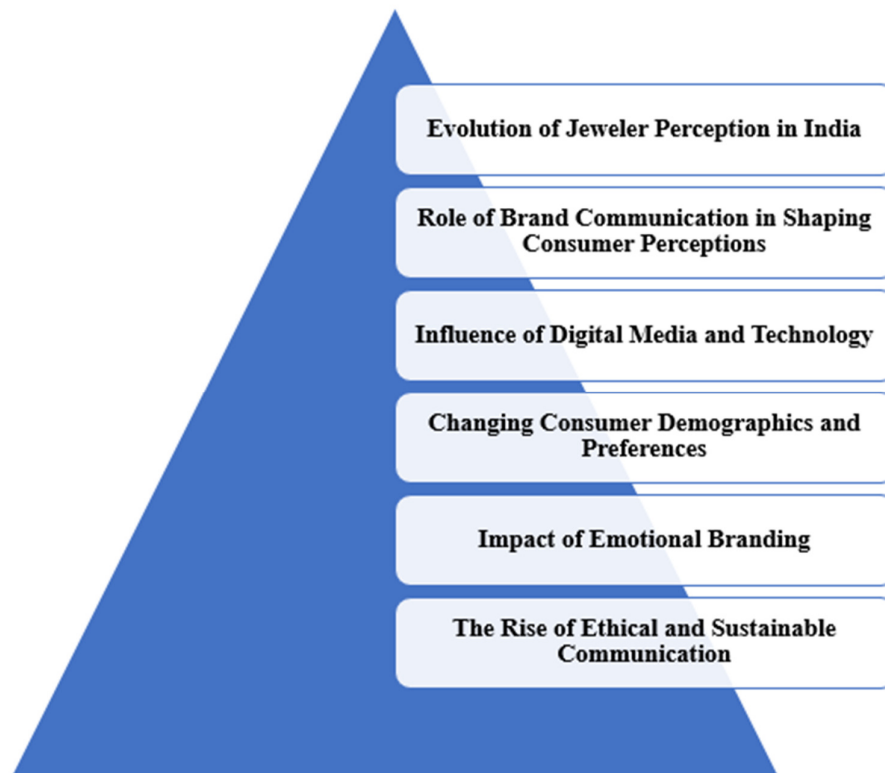 Evolution of Jeweler Perception in India
Role of Brand Communication in Shaping
Consumer Perceptions
Influence of Digital Media and Technology
Changing Consumer Demographics and
Preferences
Impact of Emotional Branding
The Rise of Ethical and Sustainable
Communication